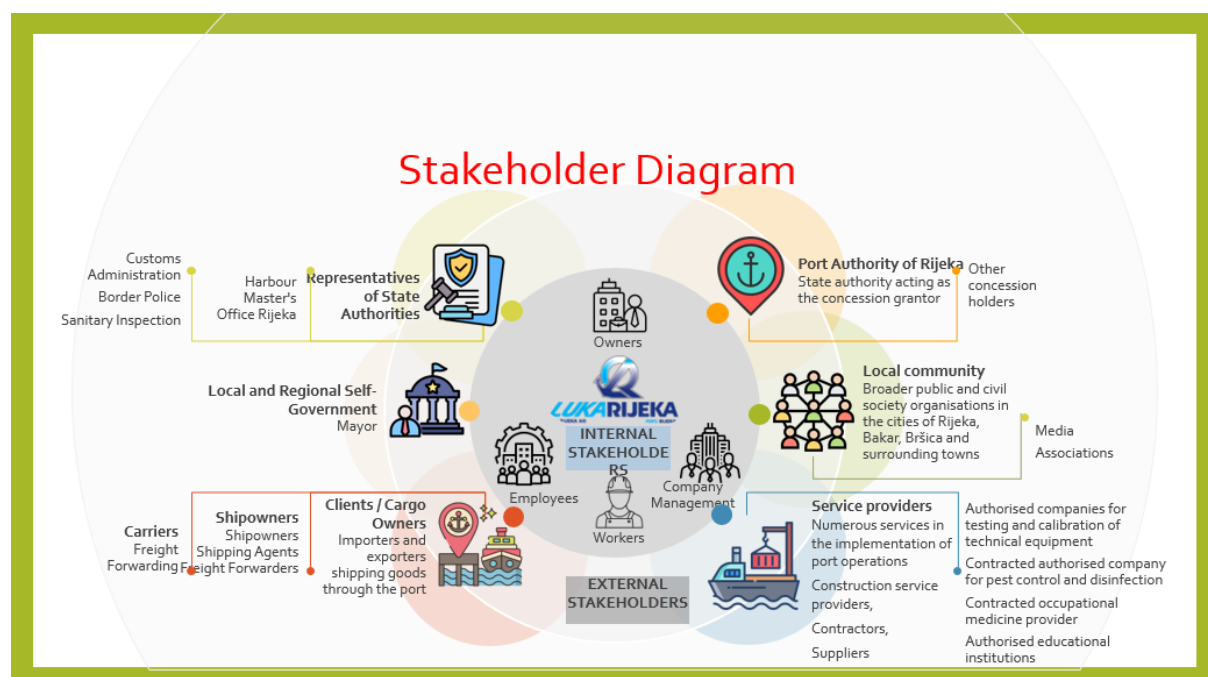 Stakeholder Diagram
Customs
Administration
Border Police
Sanitary Inspection
Harbour
Master's
Office Rijeka
Representatives
of State
Authorities
Port Authority of Rijeka
State authority acting as
the concession grantor
Other
concession
holders
Owners
Local and Regional Self-
Government
Mayor
LUKARIJEKA
INTERNAL
STAKEHOLDE
RS
Employees
Company
Management
Workers
Local community
Broader public and civil
society organisations in
the cities of Rijeka,
Bakar, Bršica and
surrounding towns
Media
Associations
Carriers
Freight
Forwarding
Shipowners
Shipowners
Shipping Agents
Freight Forwarders
Clients / Cargo
Owners
Importers and
exporters
shipping goods
through the port
EXTERNAL
STAKEHOLDERS
Service providers
Numerous services in
the implementation of
port operations
Construction service
providers,
Contractors,
Suppliers
Authorised companies for
testing and calibration of
technical equipment
Contracted authorised company
for pest control and disinfection
Contracted occupational
medicine provider
Authorised educational
institutions